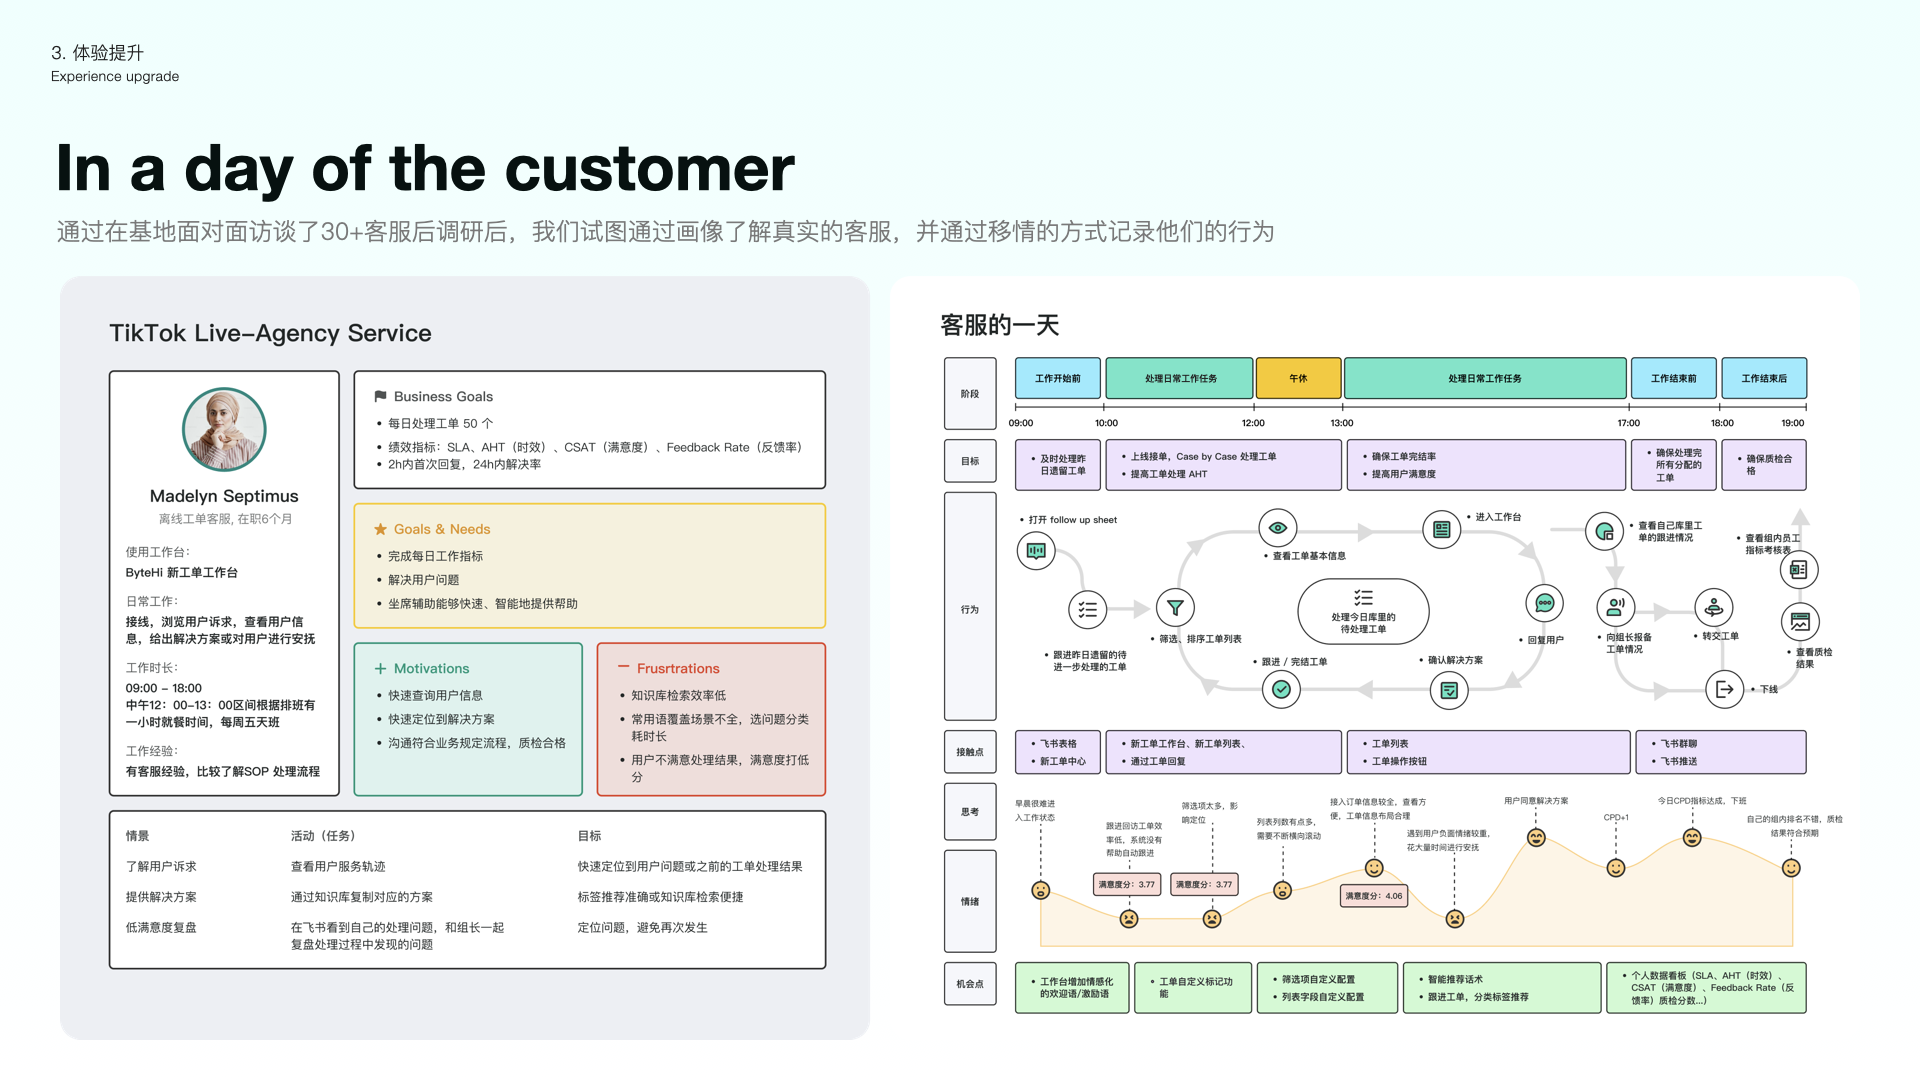 3. 体验提升
Experience upgrade
In a day of the customer
通过在基地面对面访谈了30+客服后调研后，我们试图通过画像了解真实的客服，并通过移情的方式记录他们的行为
TikTok Live-Agency Service
Madelyn Septimus
离线工单客服, 在职6个月
使用工作台：
ByteHi 新工单工作台
日常工作：
接线，浏览用户诉求，查看用户信
息，给出解决方案或对用户进行安抚
工作时长：
09:00 - 18:00
中午12：00-13：00区间根据排班有
一小时就餐时间，每周五天班
工作经验：
有客服经验，比较了解SOP 处理流程
Business Goals
• 每日处理工单 50 个
• 绩效指标：SLA、AHT（时效）、CSAT（满意度）、Feedback Rate（反馈率）
• 2h内首次回复，24h内解决率
Goals & Needs
• 完成每日工作指标
• 解决用户问题
• 坐席辅助能够快速、智能地提供帮助
Motivations
• 快速查询用户信息
• 快速定位到解决方案
• 沟通符合业务规定流程，质检合格
Frusrtrations
• 知识库检索效率低
• 常用语覆盖场景不全，选问题分类
耗时长
• 用户不满意处理结果，满意度打低
分
情景 活动（任务） 目标
了解用户诉求 查看用户服务轨迹 快速定位到用户问题或之前的工单处理结果
提供解决方案 通过知识库复制对应的方案 标签推荐准确或知识库检索便捷
低满意度复盘 在飞书看到自己的处理问题，和组长一起 定位问题，避免再次发生
复盘处理过程中发现的问题
客服的一天
阶段
工作开始前 处理日常工作任务 午休 处理日常工作任务 工作结束前 工作结束后
09:00 10:00 12:00 13:00 17:00 18:00 19:00
目标
• 及时处理昨
日遗留工单
• 上线接单，Case by Case 处理工单
• 提高工单处理 AHT
• 确保工单完结率
• 提高用户满意度
• 确保处理完
所有分配的
工单
• 确保质检合
格
行为
• 打开 follow up sheet
• 跟进昨日遗留的待
进一步处理的工单
• 筛选、排序工单列表
• 查看工单基本信息
• 进入工作台
• 回复用户
• 确认解决方案
• 跟进 / 完结工单
处理今日库里的
待处理工单
• 查看自己库里工
单的跟进情况
• 向组长报备
工单情况
• 转交工单
• 下线
• 查看组内员工
指标考核表
• 查看质检
结果
接触点
• 飞书表格
• 新工单中心
• 新工单工作台、新工单列表、
• 通过工单回复
• 工单列表
• 工单操作按钮
• 飞书群聊
• 飞书推送
思考
早晨很难进
入工作状态
跟进回访工单效
率低，系统没有
帮助自动跟进
筛选项太多，影
响定位
列表列数有点多，
需要不断横向滚动
接入订单信息较全，查看方
便，工单信息布局合理
遇到用户负面情绪较重，
花大量时间进行安抚
用户同意解决方案
CPD+1
今日CPD指标达成，下班
自己的组内排名不错，质检
结果符合预期
情绪
满意度分：3.77
满意度分：3.77
满意度分：4.06
机会点
• 工作台增加情感化
的欢迎语/激励语
• 工单自定义标记功
能
• 筛选项自定义配置
• 列表字段自定义配置
• 智能推荐话术
• 跟进工单，分类标签推荐
• 个人数据看板（SLA、AHT（时效）、
CSAT（满意度）、Feedback Rate（反
馈率）质检分数...）